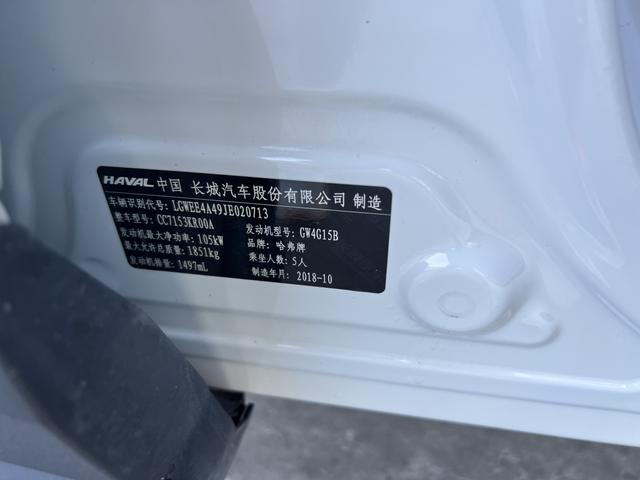 HAVAL 中国 长城汽车股份有限公司 制造
车辆识别代号: LGWEE4A49JE020713
整车型号: CC7153KR00A 发动机型号: GW4G15B
发动机最大净功率: 105kW 品牌: 哈弗牌
最大允许总质量: 1851kg 乘坐人数: 5人
发动机排量: 1497mL 制造年月: 2018-10